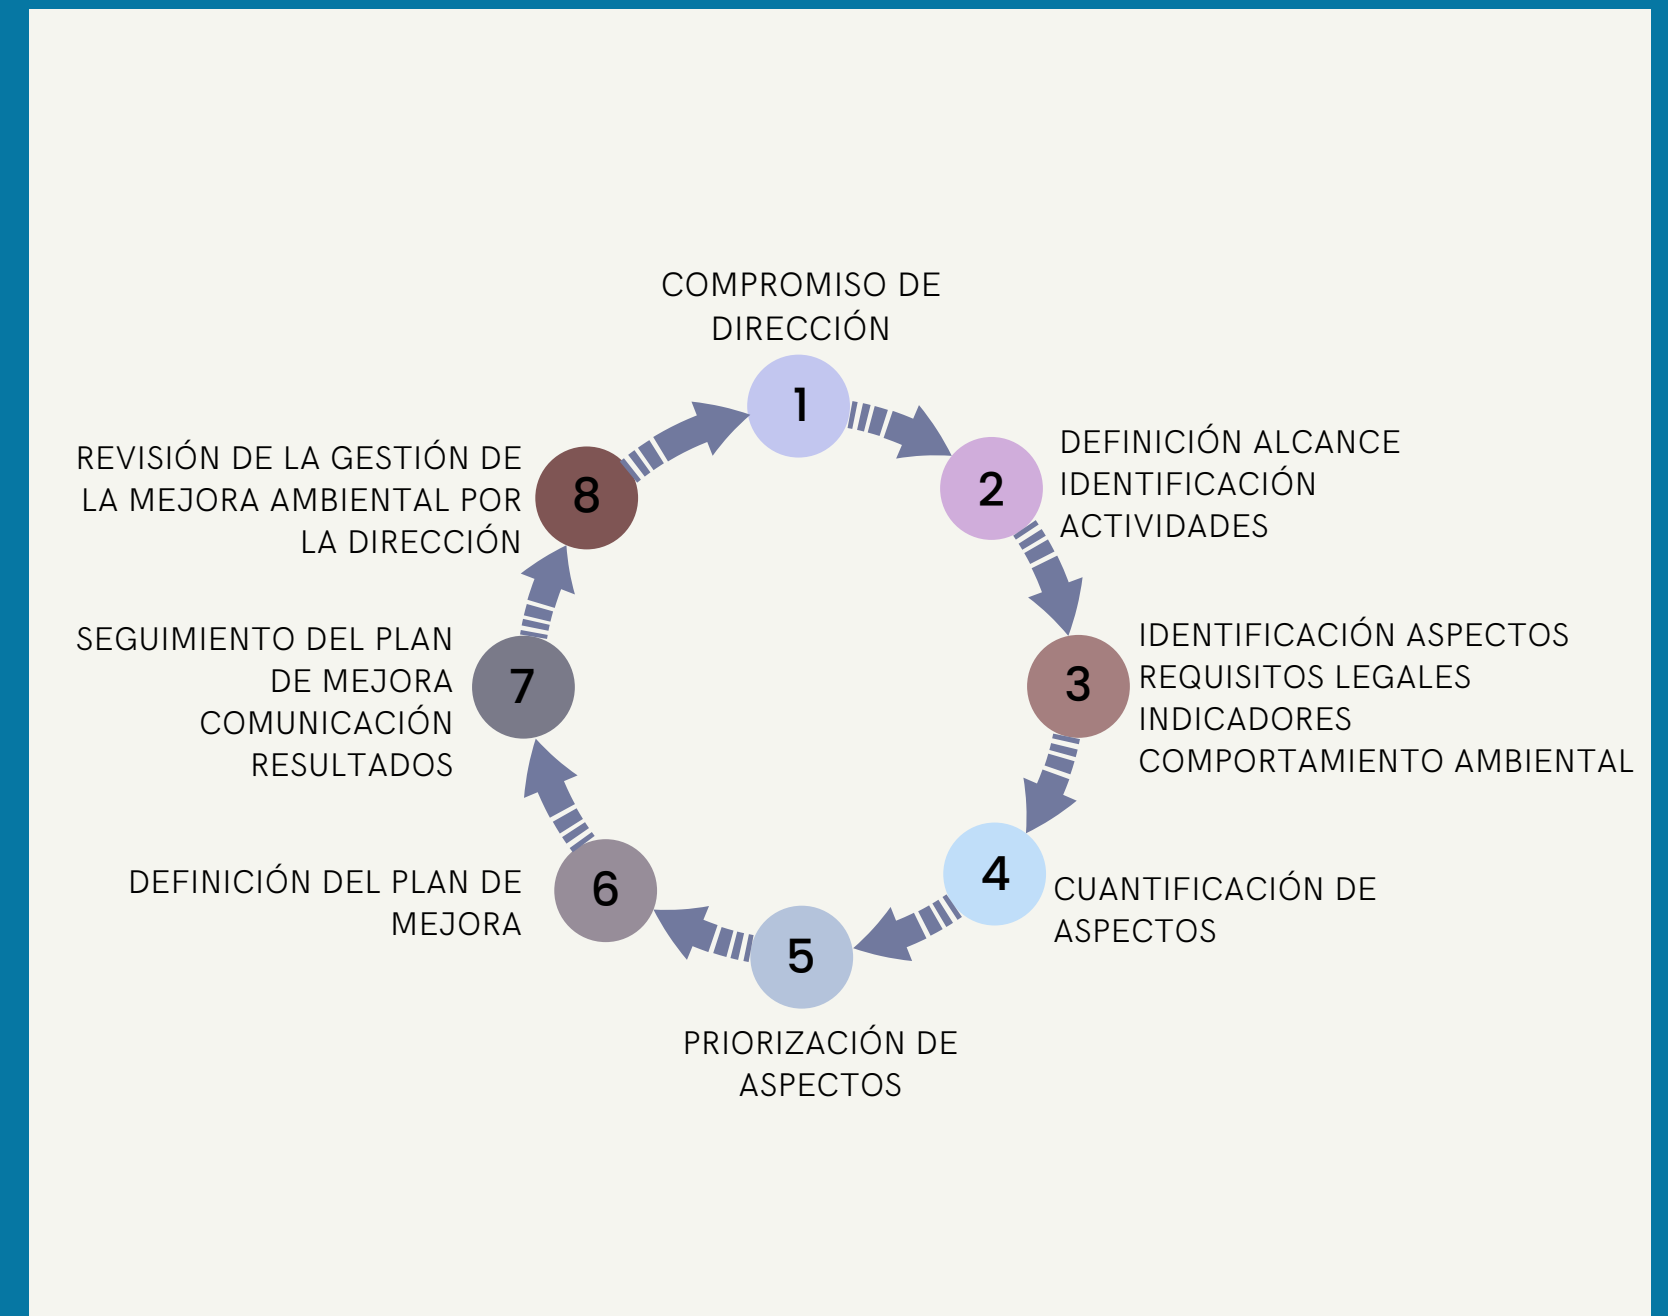 COMPROMISO DE
DIRECCIÓN
1
2
DEFINICIÓN ALCANCE
IDENTIFICACIÓN
ACTIVIDADES
3
IDENTIFICACIÓN ASPECTOS
REQUISITOS LEGALES
INDICADORES
COMPORTAMIENTO AMBIENTAL
4
CUANTIFICACIÓN DE
ASPECTOS
5
PRIORIZACIÓN DE
ASPECTOS
6
DEFINICIÓN DEL PLAN DE
MEJORA
7
SEGUIMIENTO DEL PLAN
DE MEJORA
COMUNICACIÓN
RESULTADOS
8
REVISIÓN DE LA GESTIÓN DE
LA MEJORA AMBIENTAL POR
LA DIRECCIÓN